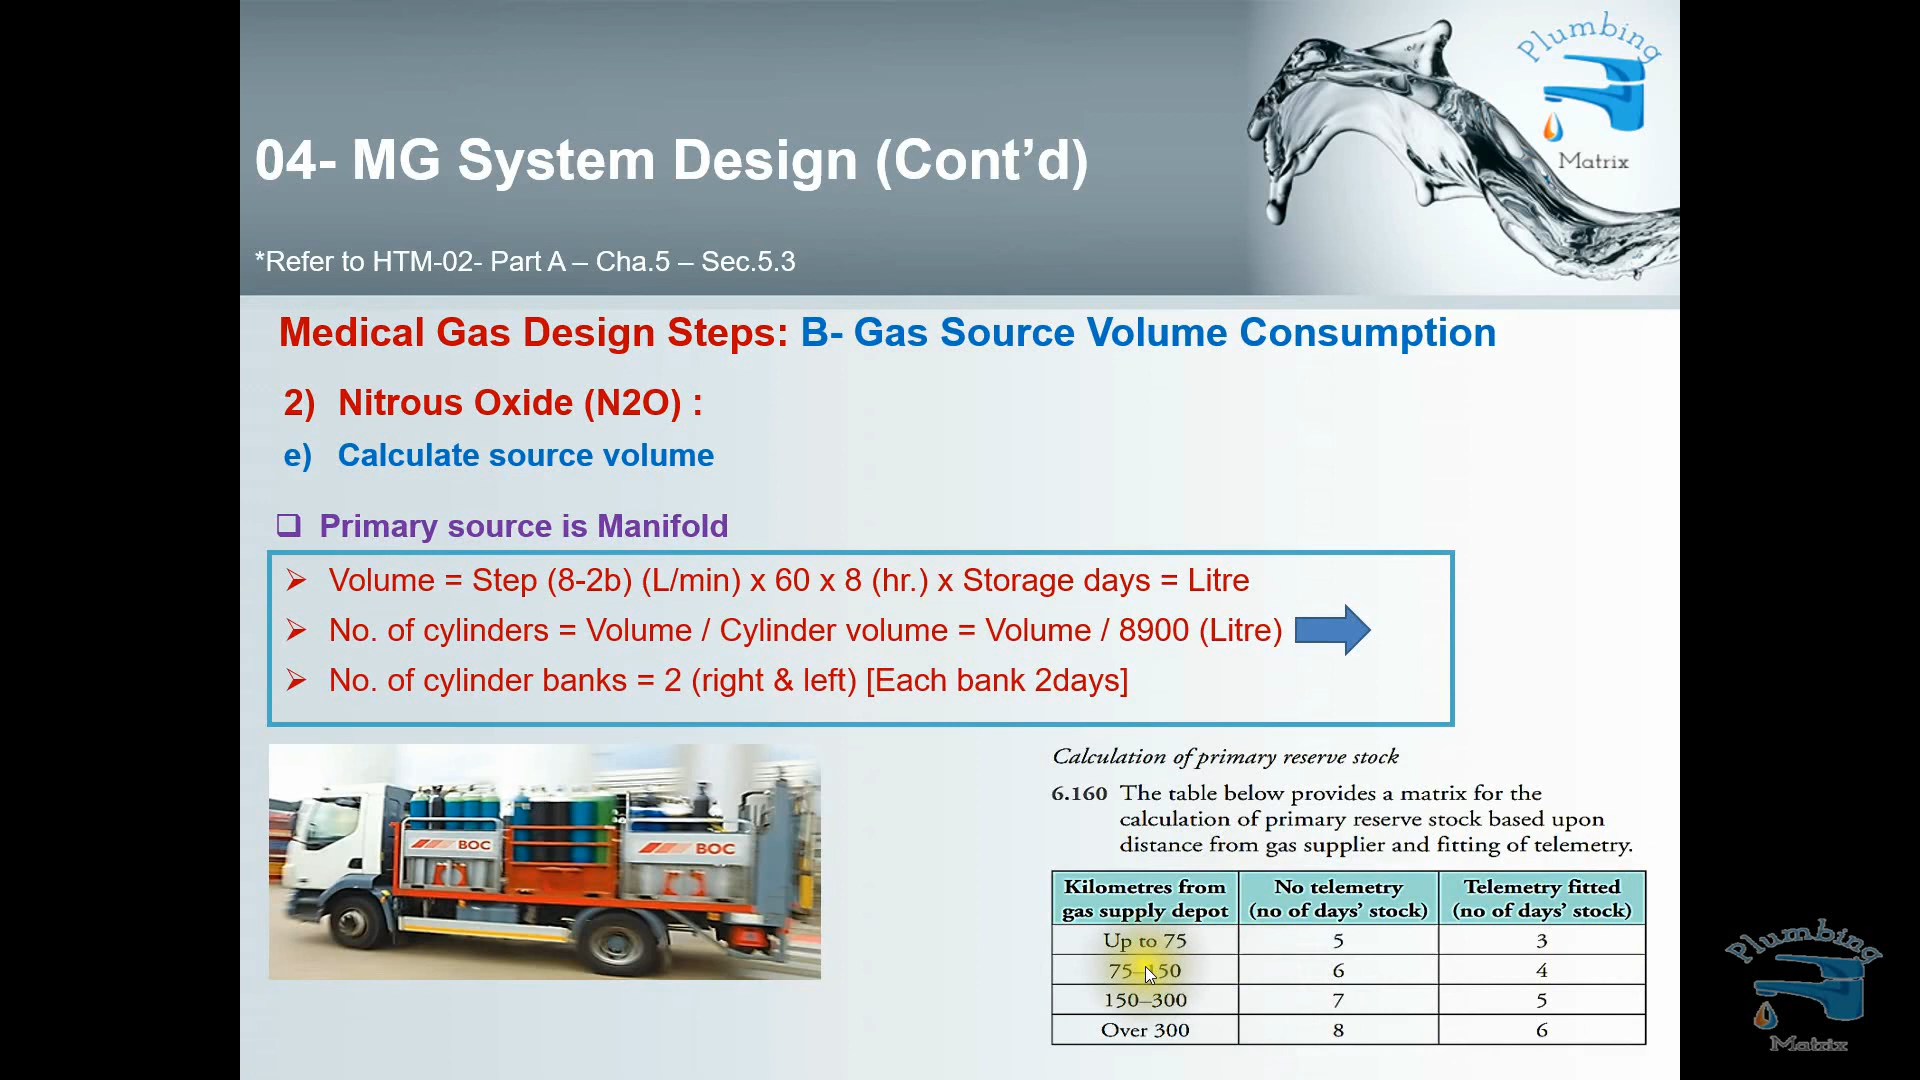 Plumbing
Matrix
04- MG System Design (Cont’d)
*Refer to HTM-02- Part A – Cha.5 – Sec.5.3
Medical Gas Design Steps: B- Gas Source Volume Consumption
2) Nitrous Oxide (N2O) :
e) Calculate source volume
Primary source is Manifold
Volume = Step (8-2b) (L/min) x 60 x 8 (hr.) x Storage days = Litre
No. of cylinders = Volume / Cylinder volume = Volume / 8900 (Litre)
No. of cylinder banks = 2 (right & left) [Each bank 2days]
BOC
BOC
Calculation of primary reserve stock
6.160 The table below provides a matrix for the
calculation of primary reserve stock based upon
distance from gas supplier and fitting of telemetry.
Kilometres from No telemetry Telemetry fitted
gas supply depot (no of days’ stock) (no of days’ stock)
Up to 75 5 3
75–150 6 4
150–300 7 5
Over 300 8 6
Plumbing
Matrix